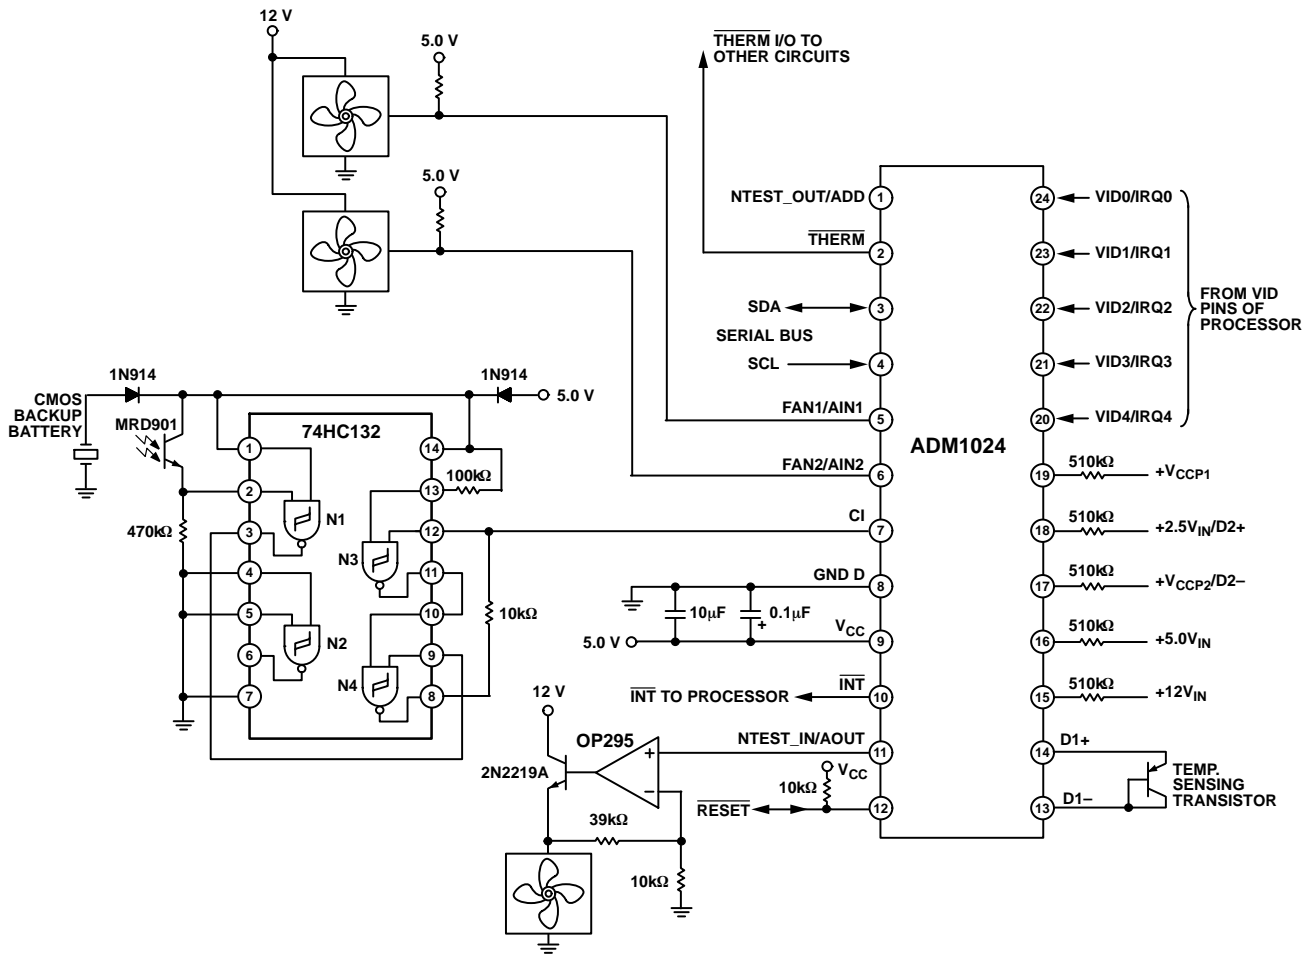 12 V
5.0 V
THERM I/O TO
OTHER CIRCUITS
5.0 V
NTEST_OUT/ADD
1
24
VID0/IRQ0
THERM
2
23
VID1/IRQ1
SDA
3
22
VID2/IRQ2
FROM VID
PINS OF
PROCESSOR
SERIAL BUS
SCL
4
21
VID3/IRQ3
FAN1/AIN1
5
20
VID4/IRQ4
ADM1024
FAN2/AIN2
6
19
510kΩ
+VCCP1
CI
7
18
510kΩ
+2.5VIN/D2+
GND D
8
17
510kΩ
+VCCP2/D2–
10µF
0.1µF
+
5.0 V
VCC
9
16
510kΩ
+5.0VIN
INT TO PROCESSOR
INT
10
15
510kΩ
+12VIN
NTEST_IN/AOUT
11
14
D1+
TEMP.
SENSING
TRANSISTOR
RESET
10kΩ
VCC
12
13
D1–
1N914
1N914
5.0 V
CMOS
BACKUP
BATTERY
MRD901
74HC132
1
14
100kΩ
2
13
470kΩ
N1
3
12
N3
4
11
5
10
10kΩ
N2
6
9
N4
7
8
12 V
OP295
+
–
2N2219A
39kΩ
10kΩ